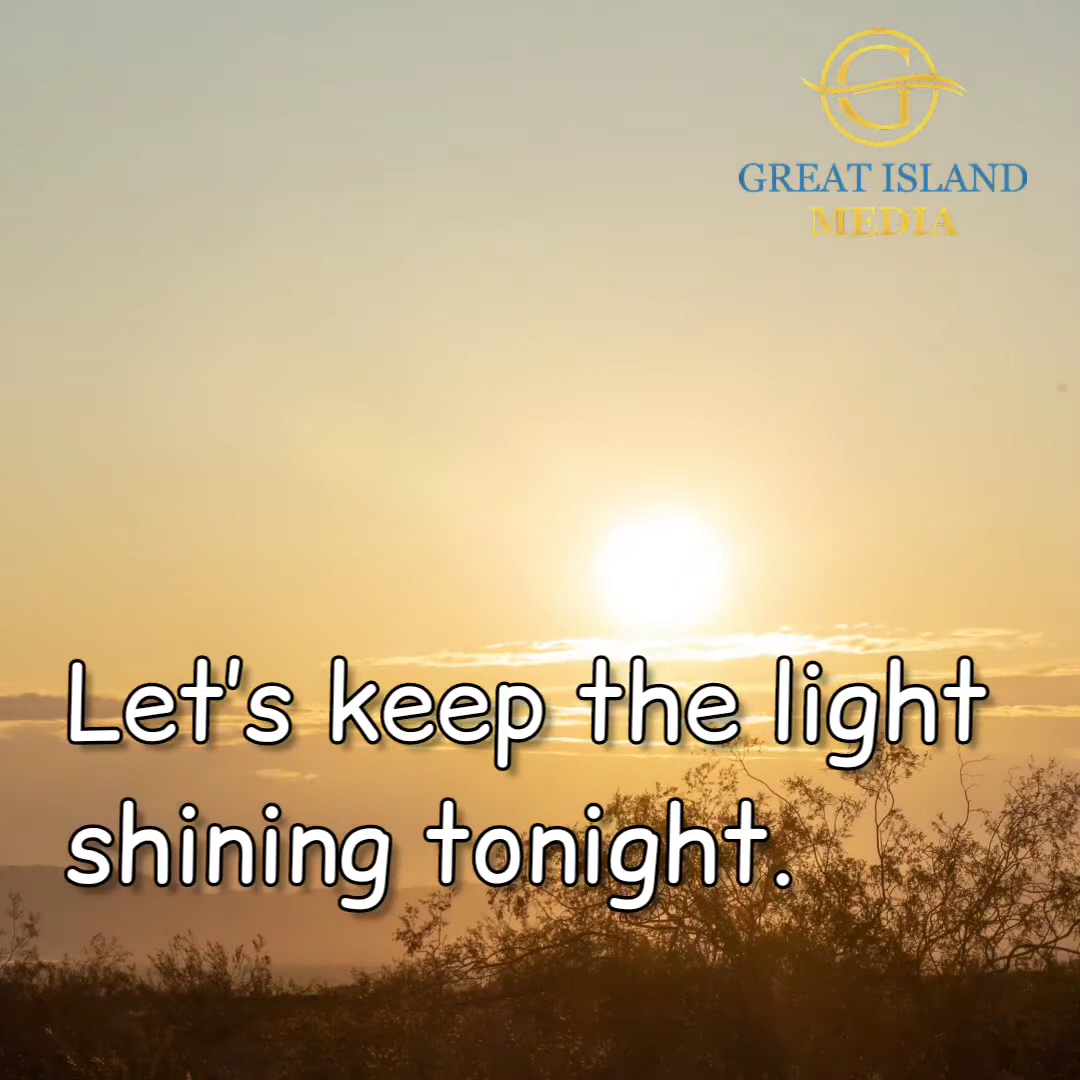 G
GREAT ISLAND
MEDIA
Let's keep the light
shining tonight.